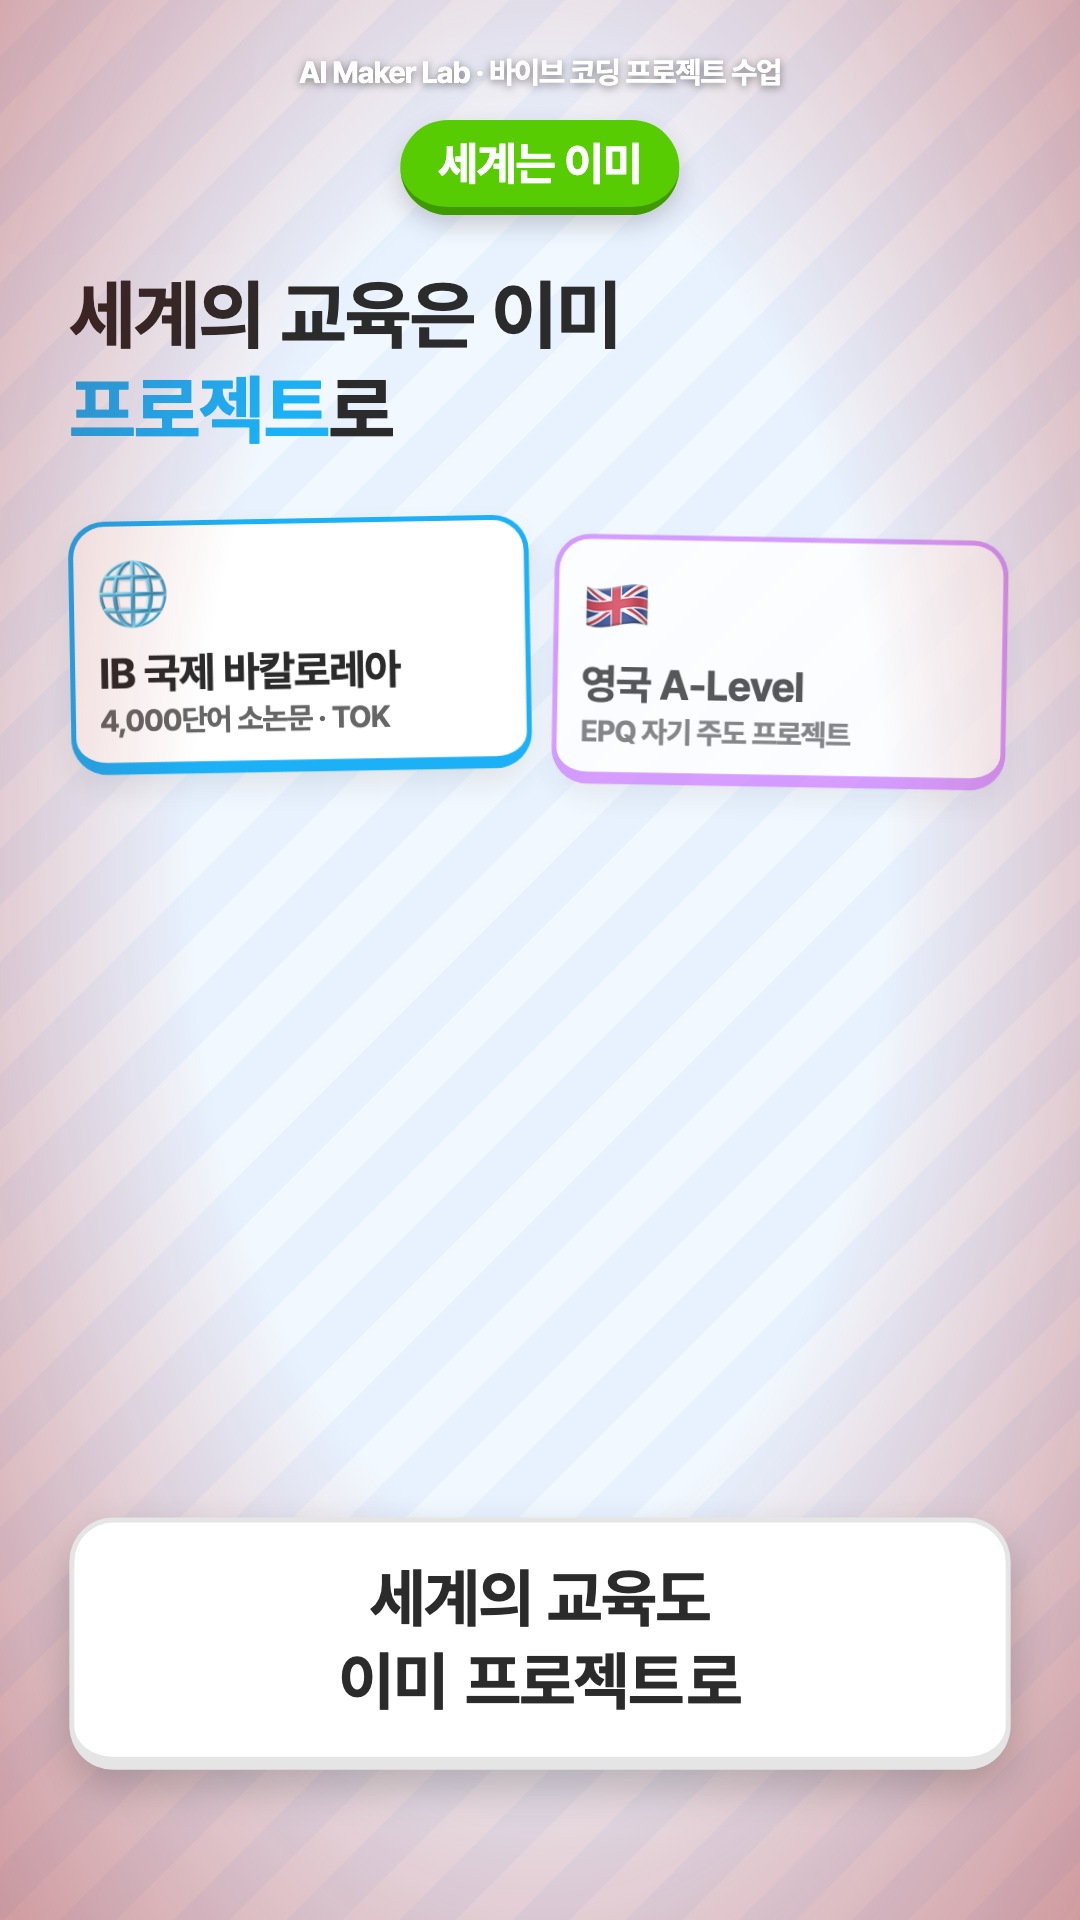 AI Maker Lab · 바이브 코딩 프로젝트 수업
세계는 이미
세계의 교육은 이미
프로젝트로
IB 국제 바칼로레아
4,000단어 소논문 · TOK
영국 A-Level
EPQ 자기 주도 프로젝트
세계의 교육도
이미 프로젝트로